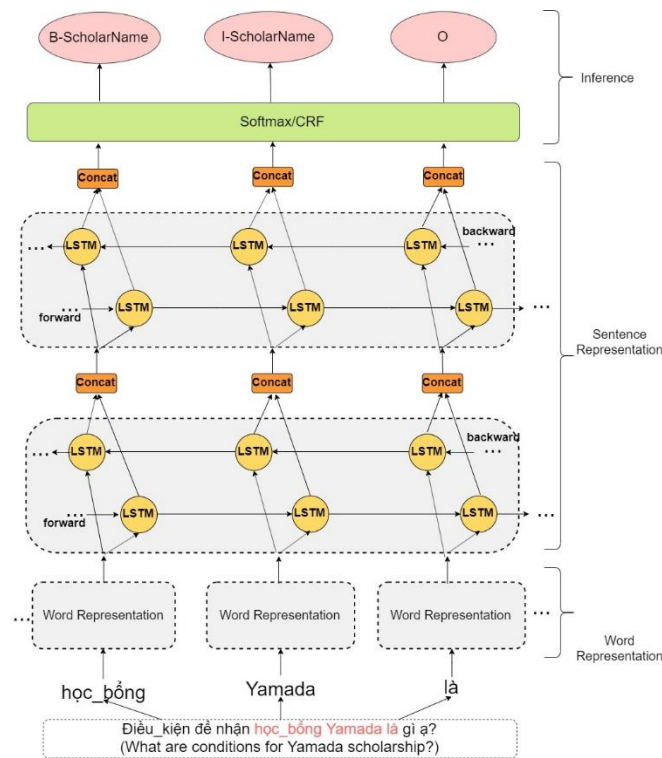 B-ScholarName I-ScholarName O
Inference
Softmax/CRF
Concat Concat Concat
backward
... LSTM LSTM LSTM ...
... LSTM LSTM LSTM ...
forward
Sentence
Representation
Concat Concat Concat
backward
... LSTM LSTM LSTM ...
... LSTM LSTM LSTM ...
forward
... Word Representation Word Representation Word Representation ...
Word
Representation
học_bổng Yamada là
Điều_kiện để nhận học_bổng Yamada là gì ạ?
(What are conditions for Yamada scholarship?)